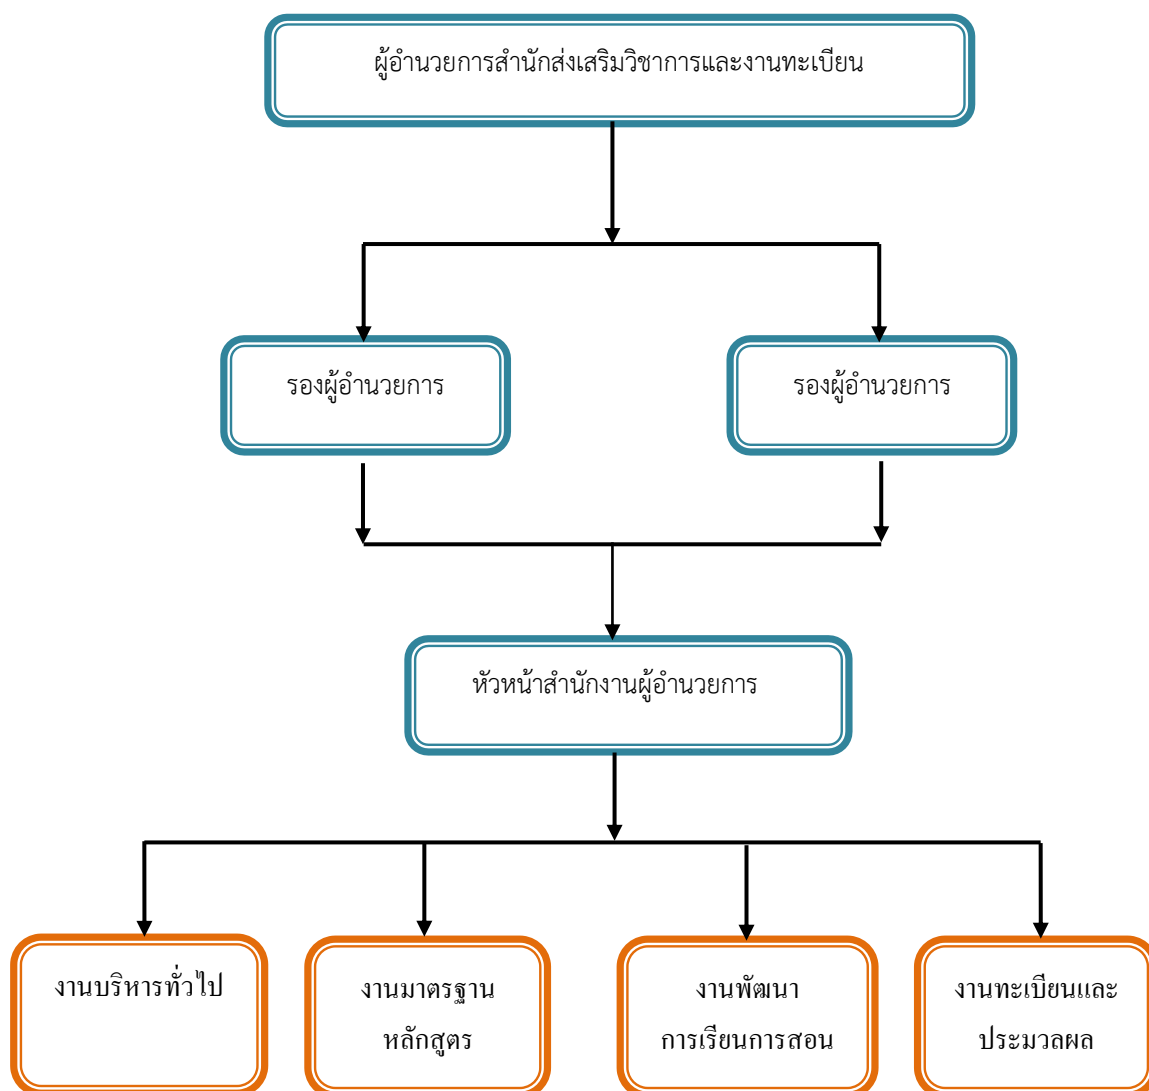 ผู้อำนวยการสำนักส่งเสริมวิชาการและงานทะเบียน
รองผู้อำนวยการ
รองผู้อำนวยการ
หัวหน้าสำนักงานผู้อำนวยการ
งานบริหารทั่วไป
งานมาตรฐาน
หลักสูตร
งานพัฒนา
การเรียนการสอน
งานทะเบียนและ
ประมวลผล